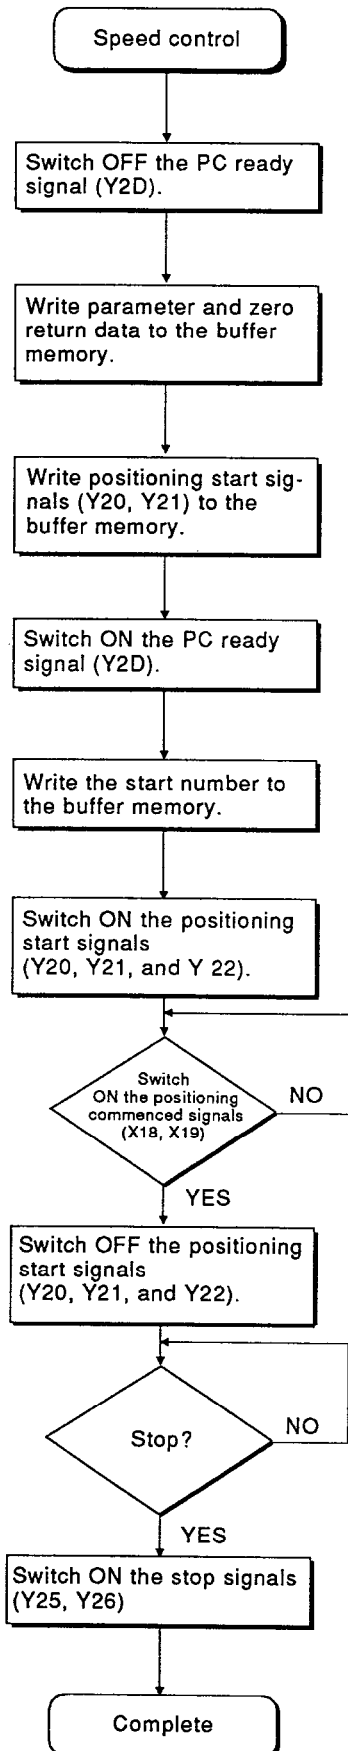 Speed control
Switch OFF the PC ready
signal (Y2D).
Write parameter and zero
return data to the buffer
memory.
Write positioning start sig-
nals (Y20, Y21) to the
buffer memory.
Switch ON the PC ready
signal (Y2D).
Write the start number to
the buffer memory.
Switch ON the positioning
start signals
(Y20, Y21, and Y 22).
Switch
ON the positioning
commenced signals
(X18, X19)
NO
YES
Switch OFF the positioning
start signals
(Y20, Y21, and Y22).
Stop?
NO
YES
Switch ON the stop signals
(Y25, Y26)
Complete